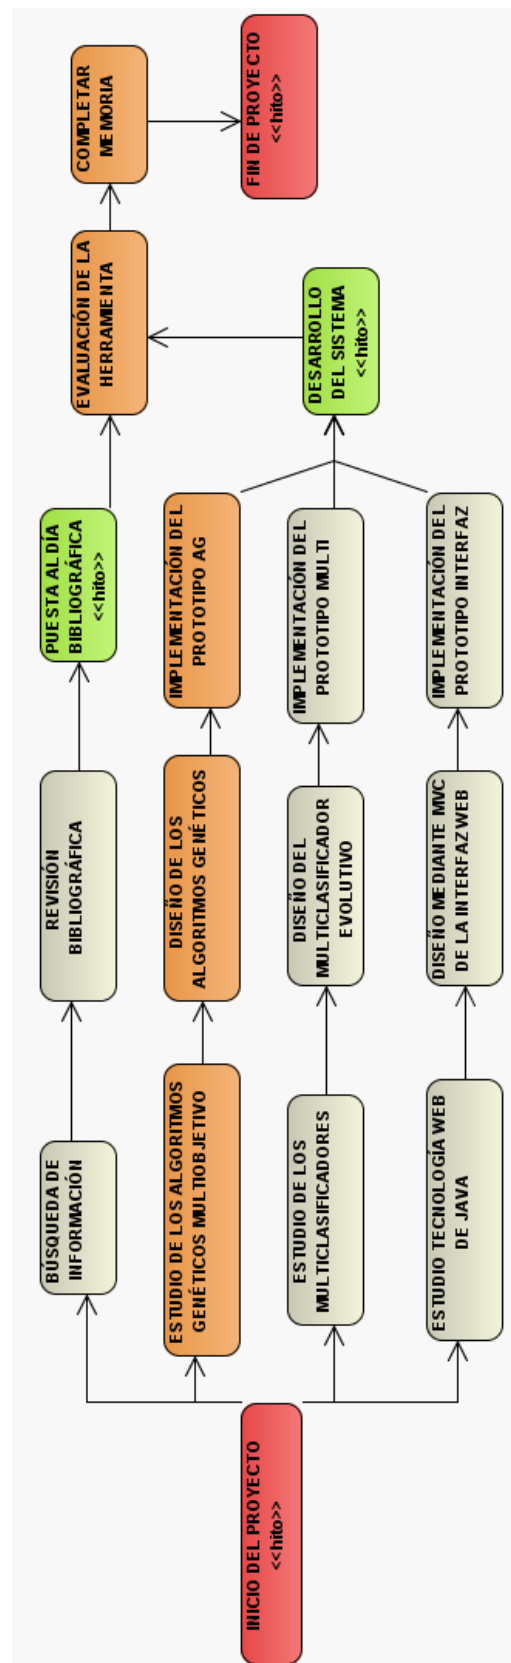 INICIO DEL PROYECTO
<<hito>>
BÚSQUEDA DE
INFORMACIÓN
REVISIÓN
BIBLIOGRÁFICA
PUESTA AL DÍA
BIBLIOGRÁFICA
<<hito>>
ESTUDIO DE LOS ALGORITMOS
GENÉTICOS MULTIOBJETIVO
DISEÑO DE LOS
ALGORITMOS GENÉTICOS
IMPLEMENTACIÓN DEL
PROTOTIPO AG
ESTUDIO DE LOS
MULTICLASIFICADORES
DISEÑO DEL
MULTICLASIFICADOR
EVOLUTIVO
IMPLEMENTACIÓN DEL
PROTOTIPO MULTI
ESTUDIO TECNOLOGÍA WEB
DE JAVA
DISEÑO MEDIANTE MVC
DE LA INTERFAZ WEB
IMPLEMENTACIÓN DEL
PROTOTIPO INTERFAZ
DESARROLLO
DEL SISTEMA
<<hito>>
EVALUACIÓN DE LA
HERRAMIENTA
COMPLETAR
MEMORIA
FIN DE PROYECTO
<<hito>>